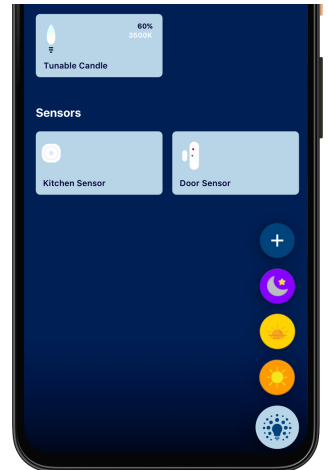 60%
3500K
Tunable Candle
Sensors
Kitchen Sensor
Door Sensor